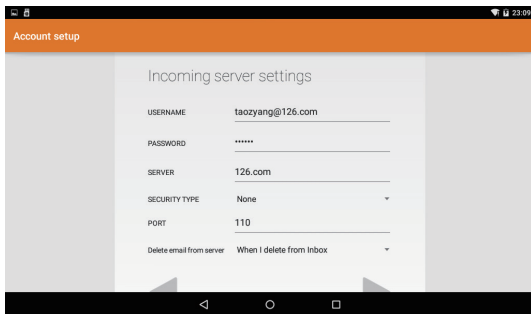 23:09
Account setup
Incoming server settings
USERNAME taozyang@126.com
PASSWORD ••••••
SERVER 126.com
SECURITY TYPE None
PORT 110
Delete email from server When I delete from Inbox